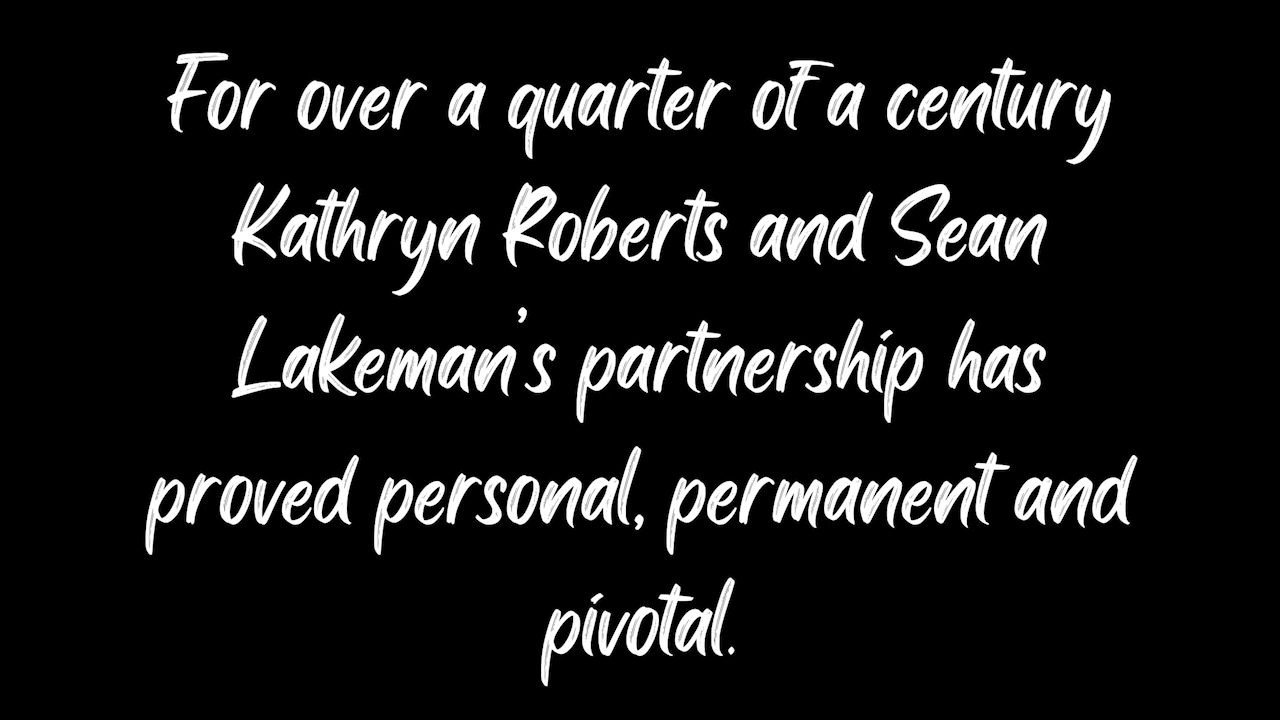 For over a quarter of a century
Kathryn Roberts and Sean
Lakeman's partnership has
proved personal, permanent and
pivotal.